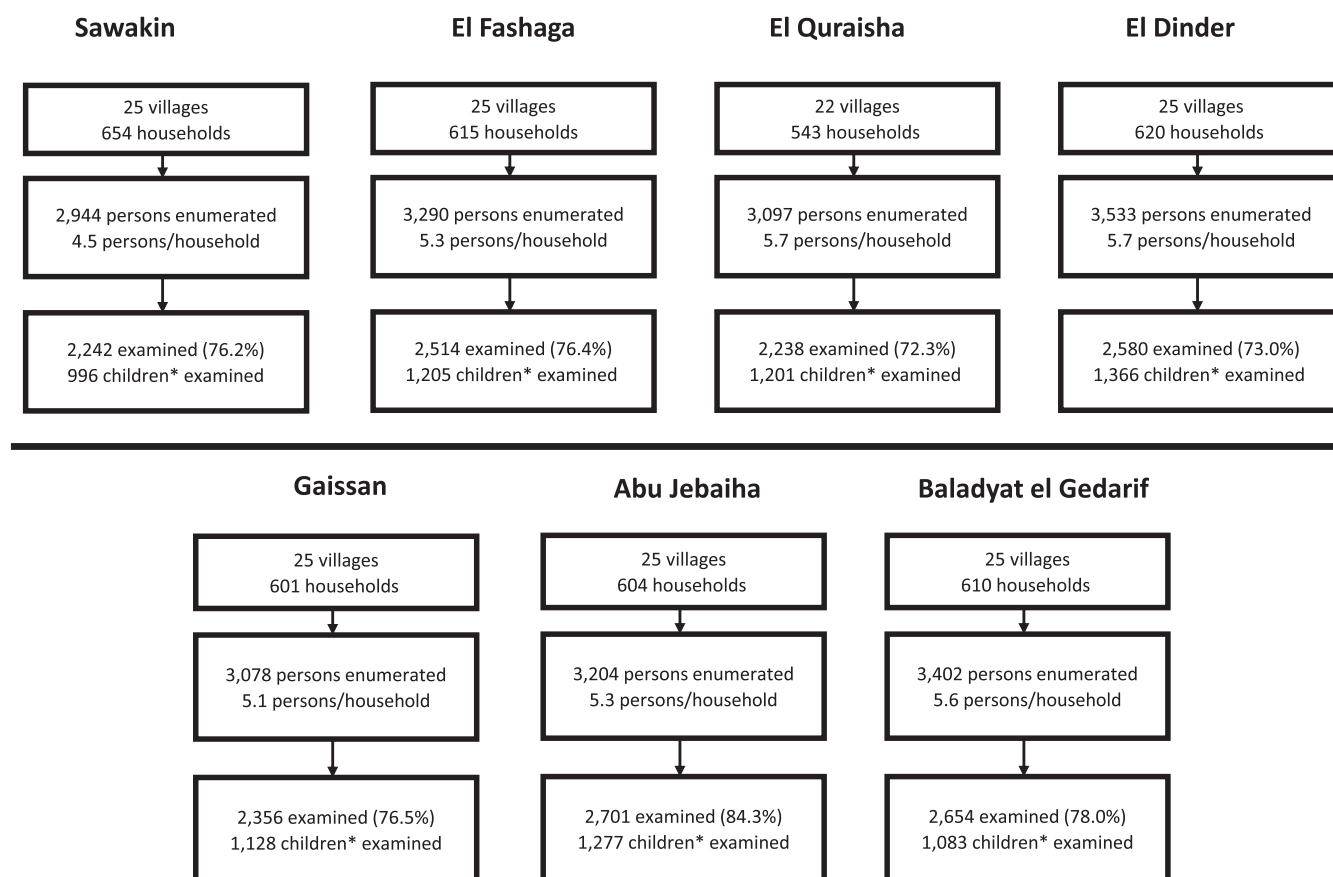 Sawakin
25 villages
654 households
2,944 persons enumerated
4.5 persons/household
2,242 examined (76.2%)
996 children* examined
El Fashaga
25 villages
615 households
3,290 persons enumerated
5.3 persons/household
2,514 examined (76.4%)
1,205 children* examined
El Quraisha
22 villages
543 households
3,097 persons enumerated
5.7 persons/household
2,238 examined (72.3%)
1,201 children* examined
El Dinder
25 villages
620 households
3,533 persons enumerated
5.7 persons/household
2,580 examined (73.0%)
1,366 children* examined
Gaissan
25 villages
601 households
3,078 persons enumerated
5.1 persons/household
2,356 examined (76.5%)
1,128 children* examined
Abu Jebaiha
25 villages
604 households
3,204 persons enumerated
5.3 persons/household
2,701 examined (84.3%)
1,277 children* examined
Baladyat el Gedarif
25 villages
610 households
3,402 persons enumerated
5.6 persons/household
2,654 examined (78.0%)
1,083 children* examined